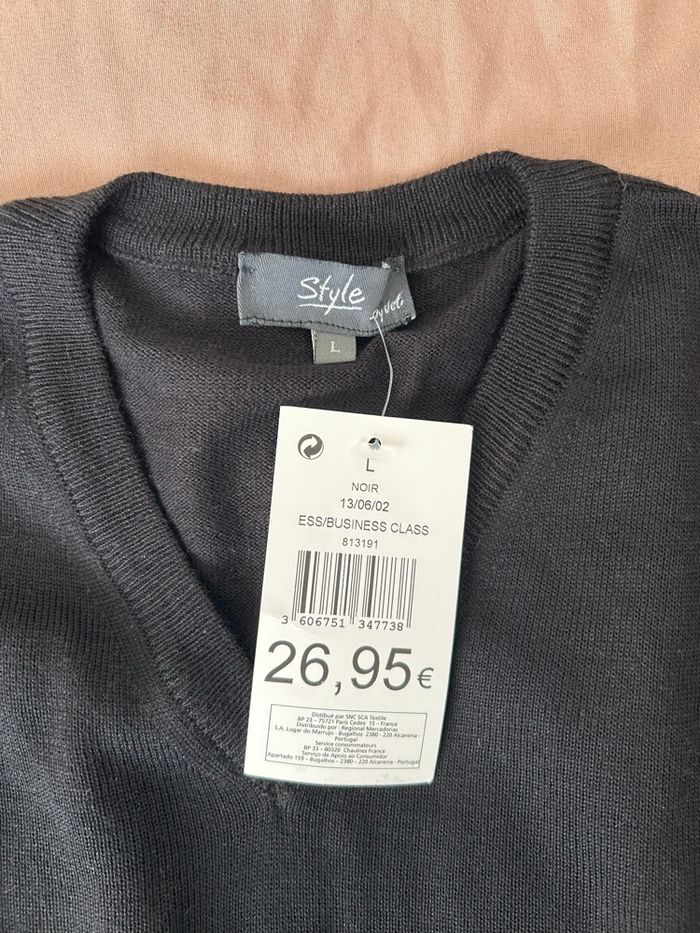 Style
L
L
NOIR
13/06/02
ESS/BUSINESS CLASS
813191
3 606751 347738
26,95€
Distribué par SNC SCA Textile
BP 23 – 75721 Paris Cedex 15 – France
Distribuido por : Regional Mercadorias
S.A. Lugar do Marrujo - Bugalhos 2380 - 220 Alcanena -
Portugal
Service consommateurs
BP 33 – 80320 Chaulnes France
Serviço de Apoio ao Consumidor
Apartado 159 – Bugalhos – 2380 – 220 Alcanena - Portugal